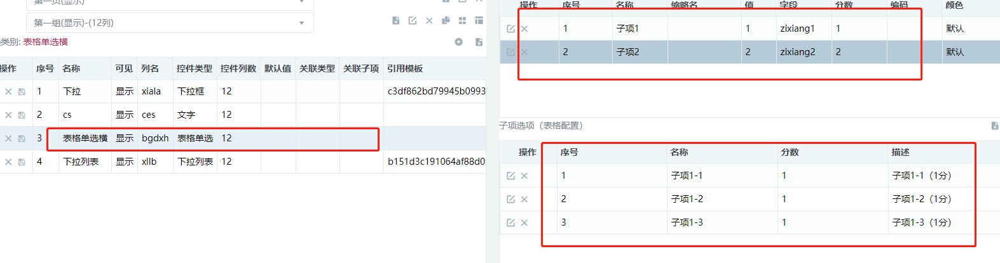 第一页(显示)
第一组(显示)-(12列)
类别: 表格单选横
操作 序号 名称 可见 列名 控件类型 控件列数 默认值 关联类型 关联子项 引用模板
1 下拉 显示 xiala 下拉框 12 c3df862bd79945b0993
2 cs 显示 ces 文字 12
3 表格单选横 显示 bgdxh 表格单选 12
4 下拉列表 显示 xllb 下拉列表 12 b151d3c191064af88d0
操作 序号 名称 缩略名 值 字段 分数 编码 颜色
1 子项1 1 zixiang1 1 默认
2 子项2 2 zixiang2 2 默认
子项选项（表格配置）
操作 序号 名称 分数 描述
1 子项1-1 1 子项1-1（1分）
2 子项1-2 1 子项1-2（1分）
3 子项1-3 1 子项1-3（1分）